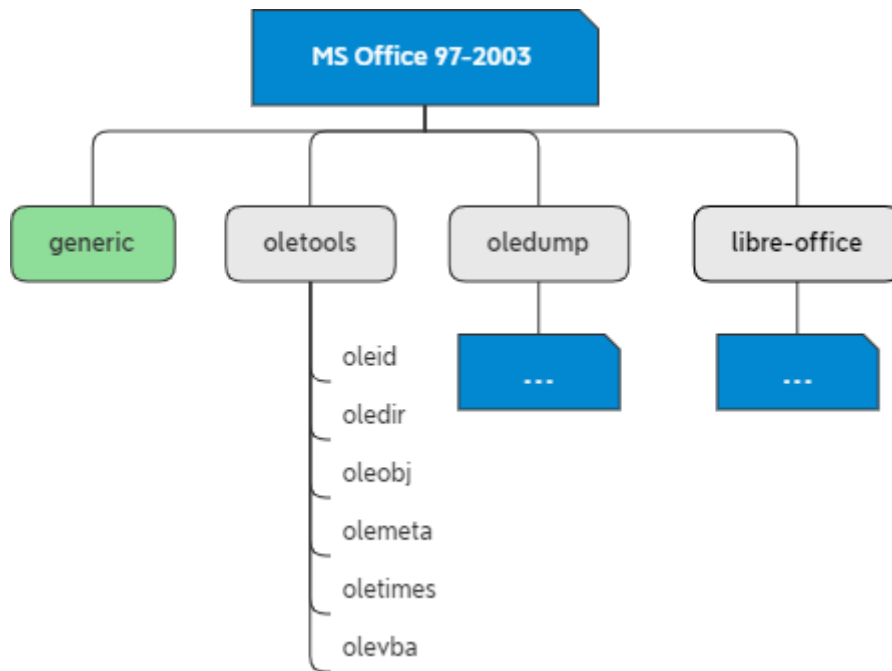 MS Office 97-2003
generic
oletools
oledump
libre-office
oleid
oledir
oleobj
olemeta
oletimes
olevba
---
---